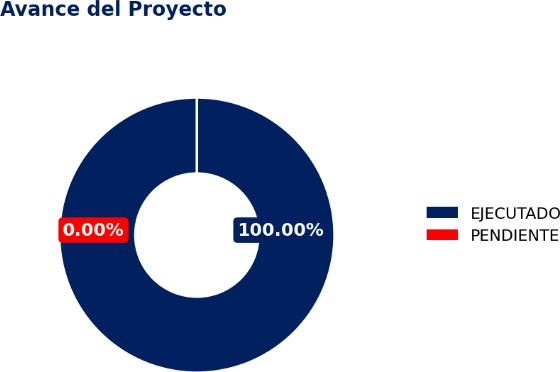 Avance del Proyecto
0.00%
100.00%
EJECUTADO
PENDIENTE